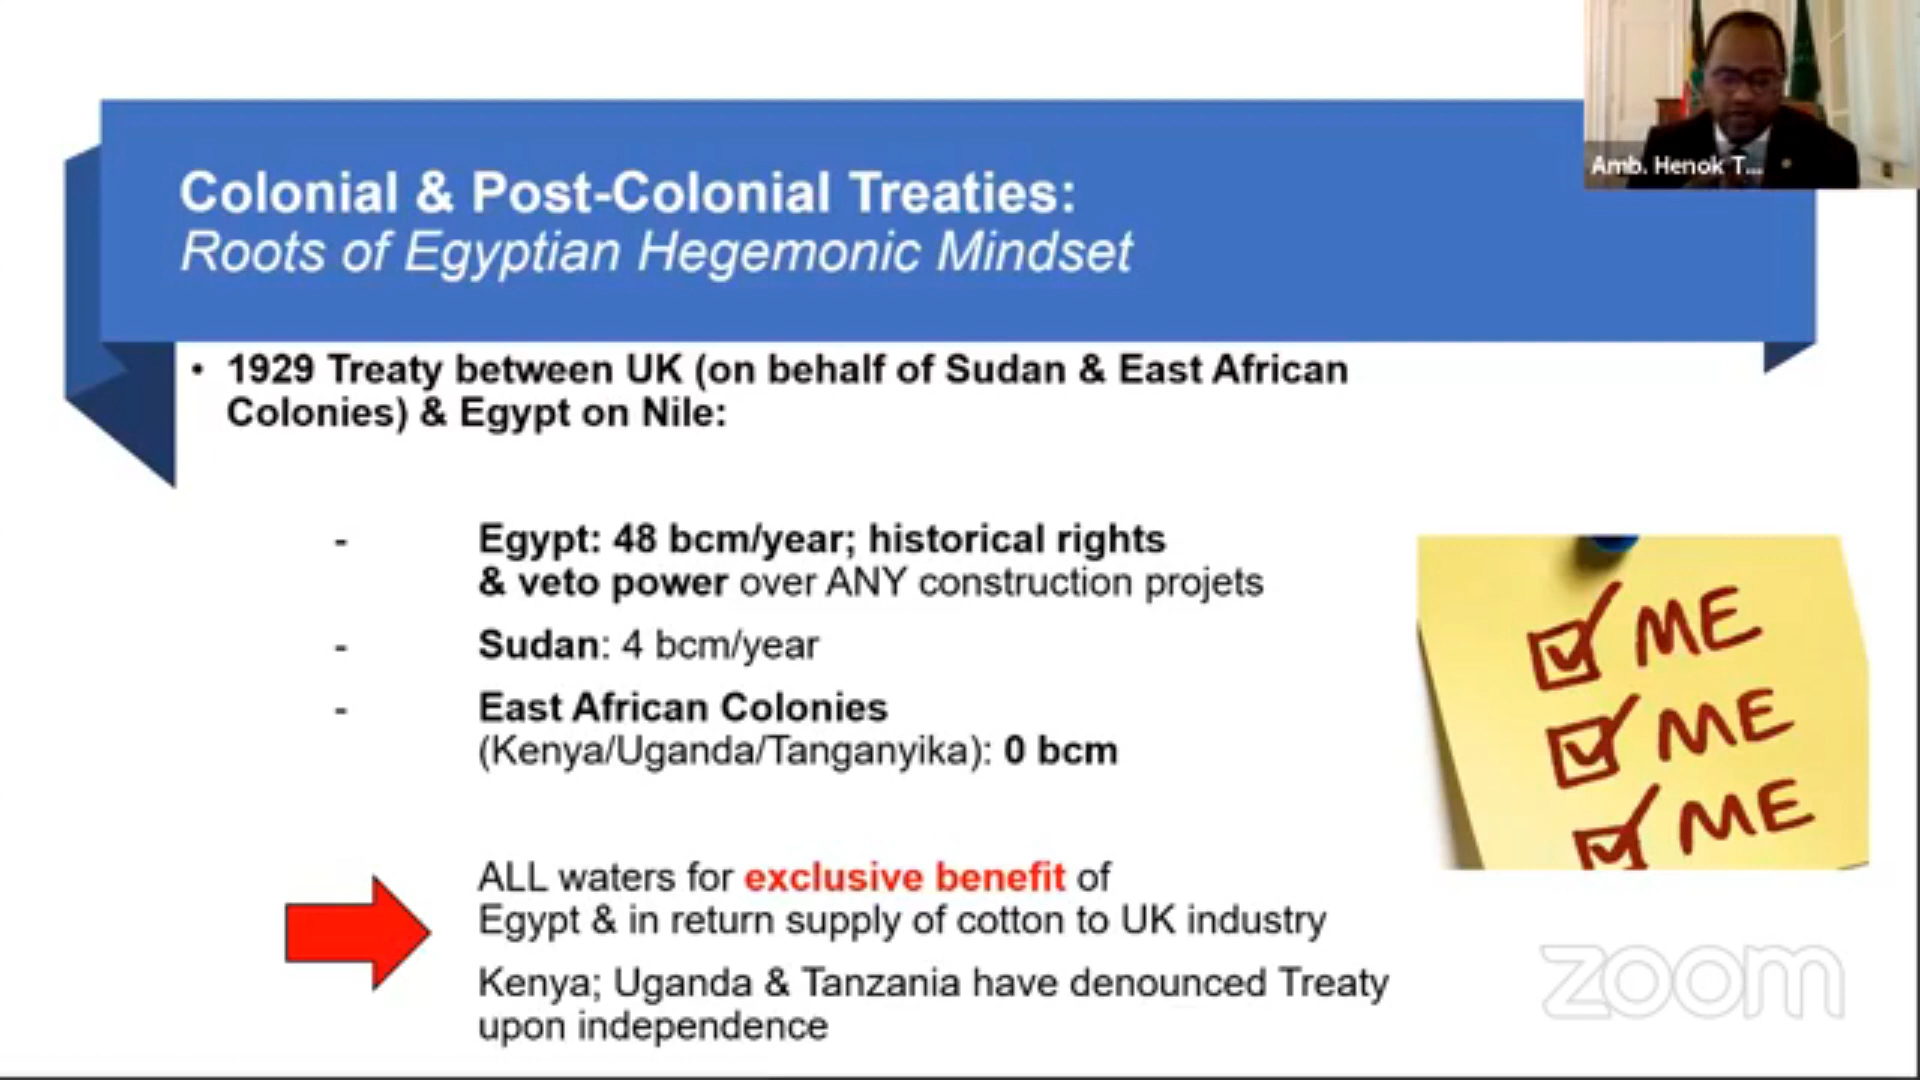 Amb. Henok T...
Colonial & Post-Colonial Treaties:
Roots of Egyptian Hegemonic Mindset
• 1929 Treaty between UK (on behalf of Sudan & East African
Colonies) & Egypt on Nile:
- Egypt: 48 bcm/year; historical rights
& veto power over ANY construction projets
- Sudan: 4 bcm/year
- East African Colonies
(Kenya/Uganda/Tanganyika): 0 bcm
ME
ME
ME
ALL waters for exclusive benefit of
Egypt & in return supply of cotton to UK industry
Kenya; Uganda & Tanzania have denounced Treaty
upon independence
zoom